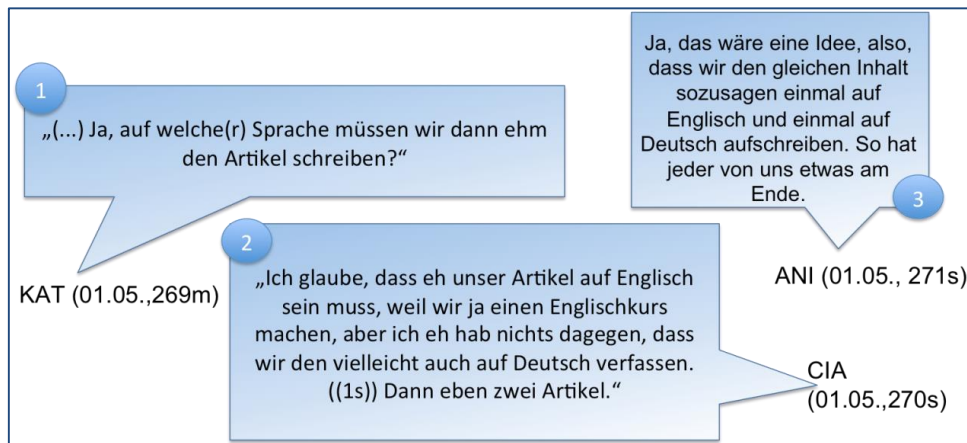 1
„(...) Ja, auf welche(r) Sprache müssen wir dann ehm
den Artikel schreiben?“
KAT (01.05.,269m)
2
„Ich glaube, dass eh unser Artikel auf Englisch
sein muss, weil wir ja einen Englischkurs
machen, aber ich eh hab nichts dagegen, dass
wir den vielleicht auch auf Deutsch verfassen.
((1s)) Dann eben zwei Artikel.“
CIA
(01.05.,270s)
Ja, das wäre eine Idee, also,
dass wir den gleichen Inhalt
sozusagen einmal auf
Englisch und einmal auf
Deutsch aufschreiben. So hat
jeder von uns etwas am
Ende.
3
ANI (01.05., 271s)